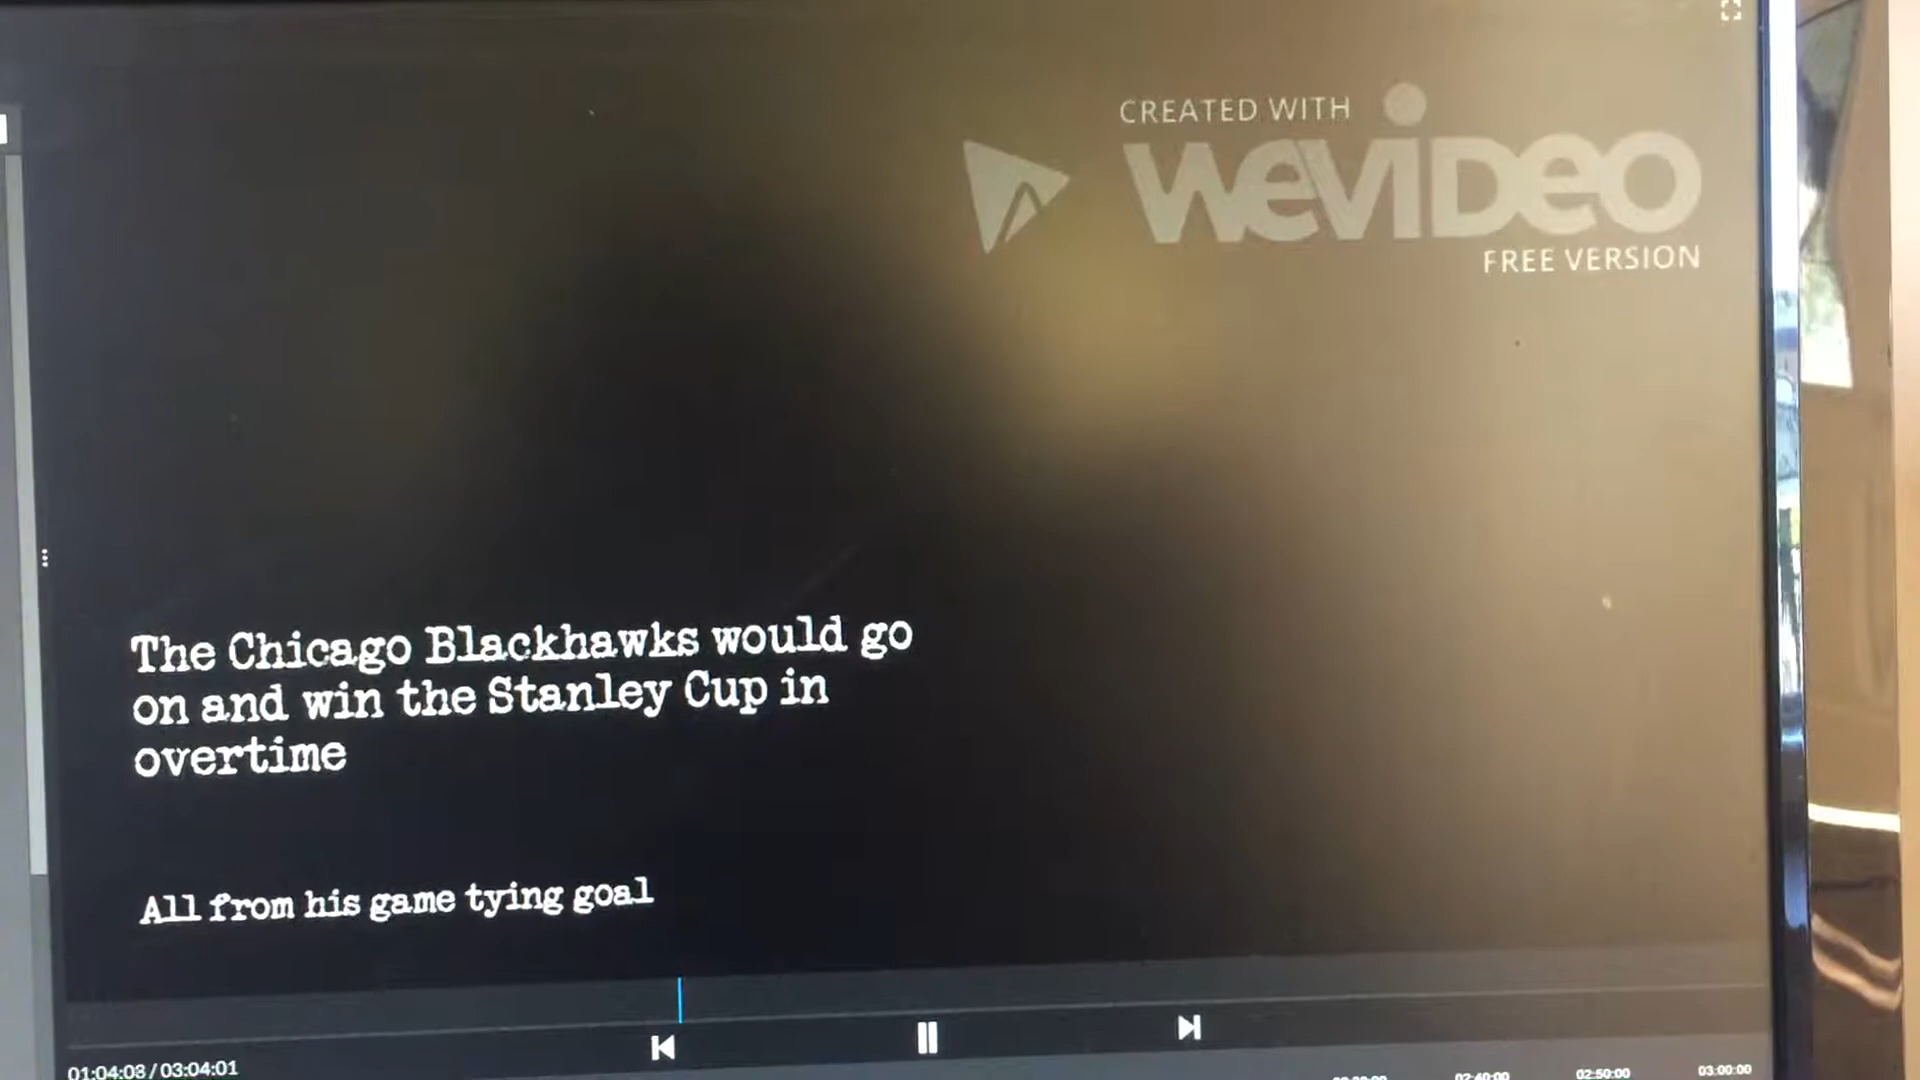 CREATED WITH
WeVideo
FREE VERSION
The Chicago Blackhawks would go
on and win the Stanley Cup in
overtime
All from his game tying goal
01:04:08 / 03:04:01
02:40:00
02:50:00
03:00:00